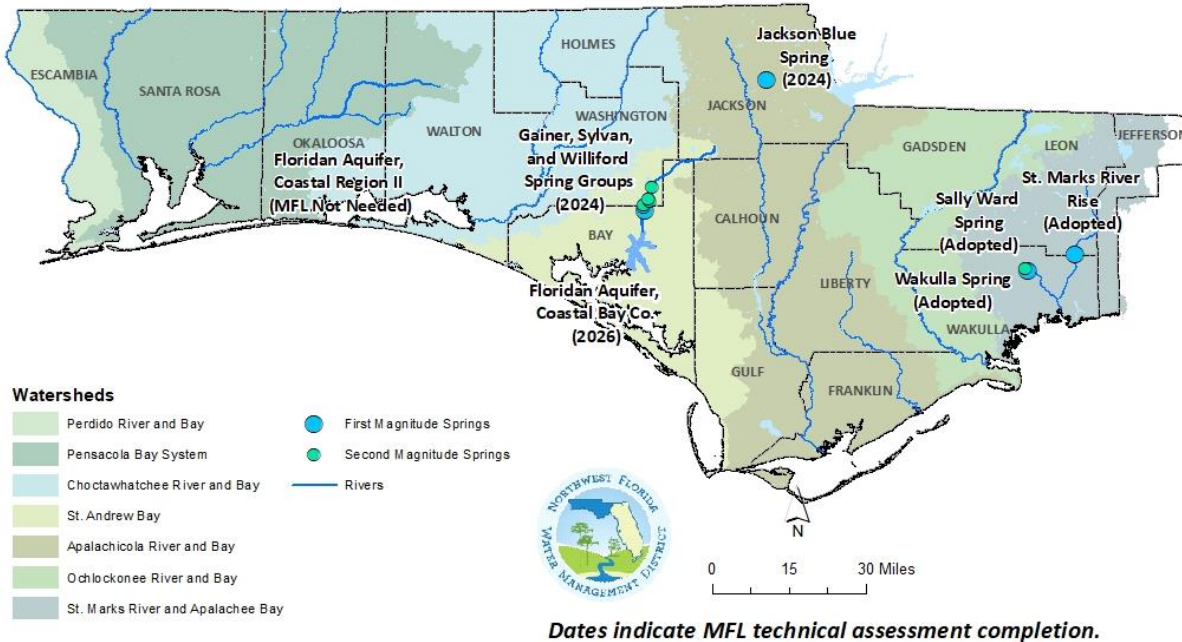 HOLMES
Jackson Blue
Spring
(2024)
ESCAMBIA
SANTA ROSA
JACKSON
WASHINGTON
OKALOOSA
WALTON
Gainer, Sylvan,
and Williford
Spring Groups
(2024)
Floridan Aquifer,
Coastal Region II
(MFL Not Needed)
JEFFERSON
LEON
GADSDEN
St. Marks River
Rise
(Adopted)
Sally Ward
Spring
(Adopted)
CALHOUN
BAY
Wakulla Spring
(Adopted)
LIBERTY
Floridan Aquifer,
Coastal Bay Co.
(2026)
WAKULLA
GULF
FRANKLIN
Watersheds
Perdido River and Bay
Pensacola Bay System
Choctawhatchee River and Bay
St. Andrew Bay
Apalachicola River and Bay
Ochlockonee River and Bay
St. Marks River and Apalachee Bay
First Magnitude Springs
Second Magnitude Springs
Rivers
NORTHWEST FLORIDA
WATER MANAGEMENT DISTRICT
N
0 15 30 Miles
Dates indicate MFL technical assessment completion.